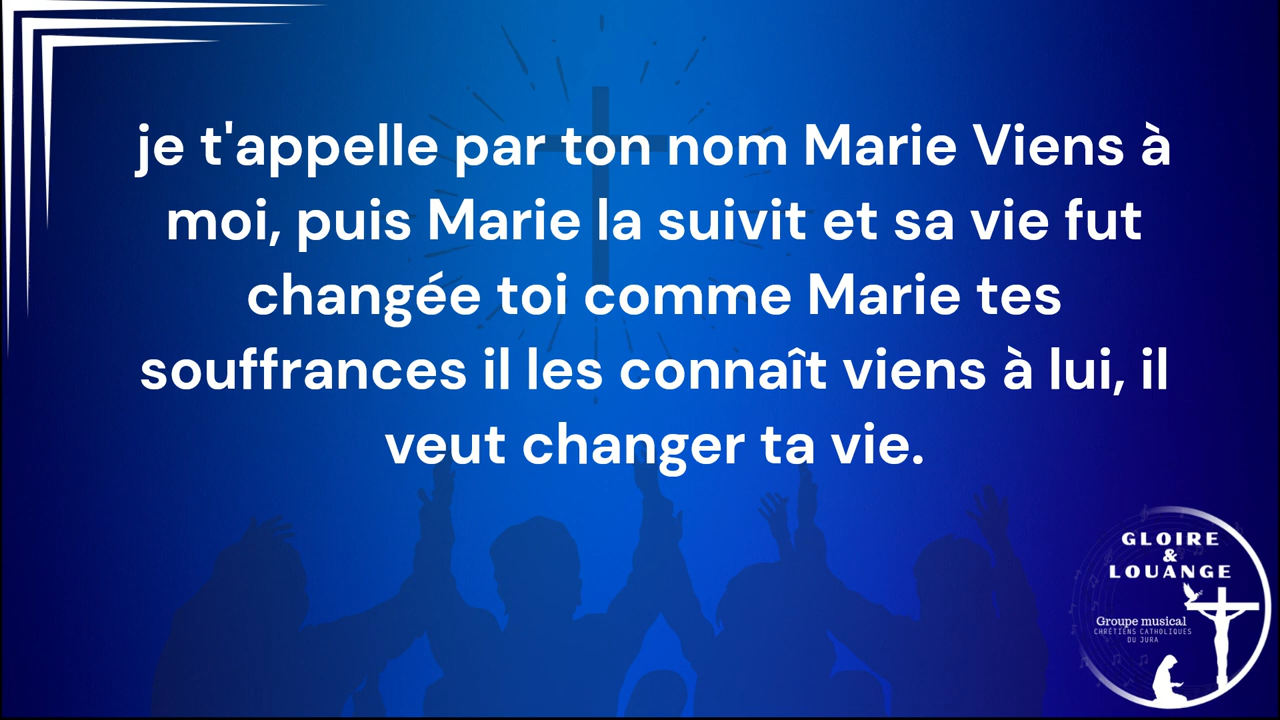 je t'appelle par ton nom Marie Viens à
moi, puis Marie la suivit et sa vie fut
changée toi comme Marie tes
souffrances il les connaît viens à lui, il
veut changer ta vie.
GLOIRE
&
LOUANGE
Groupe musical
CHRÉTIENS CATHOLIQUES
DU JURA